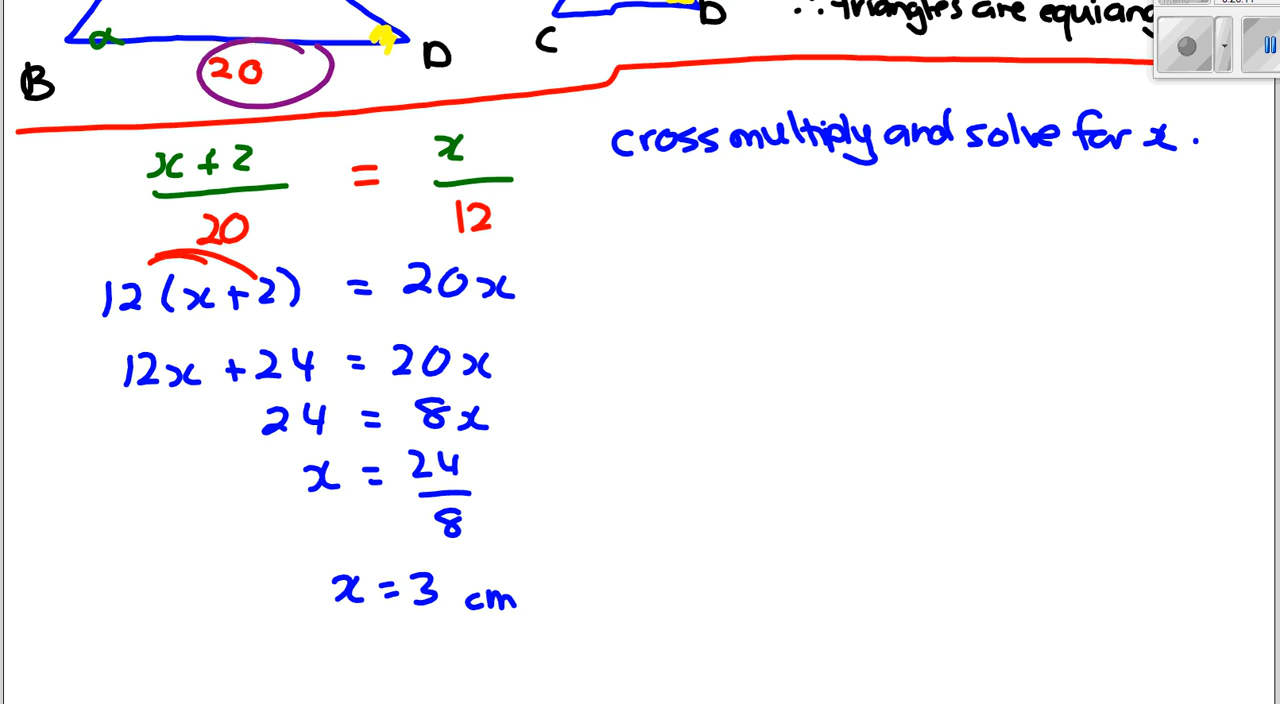 ∴ triangles are equiang
B
20
D
C
D
cross multiply and solve for x.
x + 2 / 20 = x / 12
12(x+2) = 20x
12x + 24 = 20x
24 = 8x
x = 24 / 8
x = 3 cm